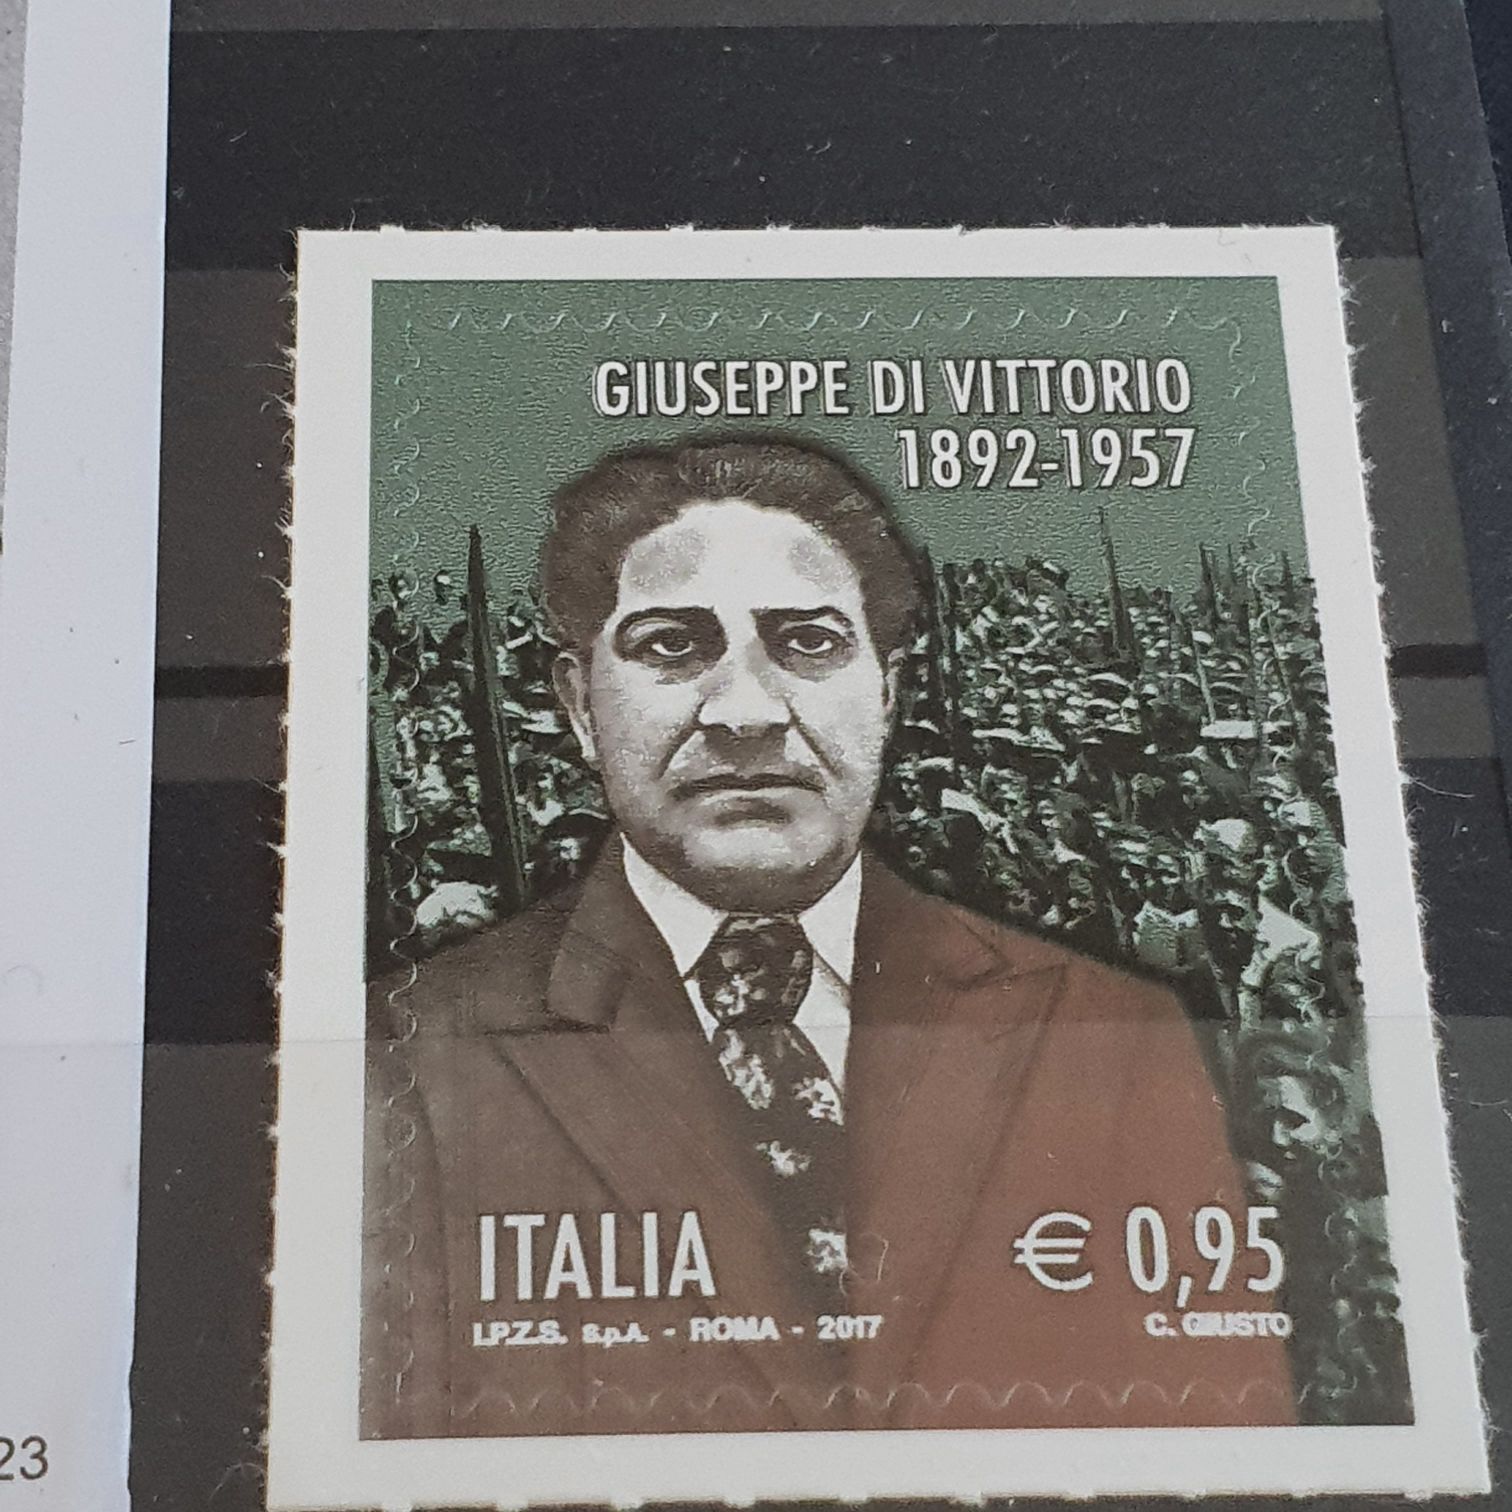 GIUSEPPE DI VITTORIO
1892-1957
ITALIA
€ 0,95
I.P.Z.S. S.p.A. - ROMA - 2017
C. GIUSTO
23